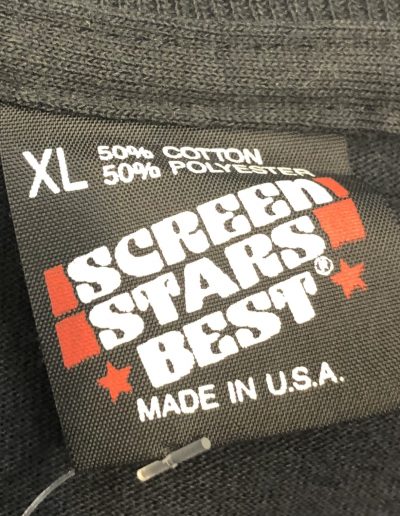 XL
50% COTTON
50% POLYESTER
SCREEN
STARS
BEST®
MADE IN U.S.A.